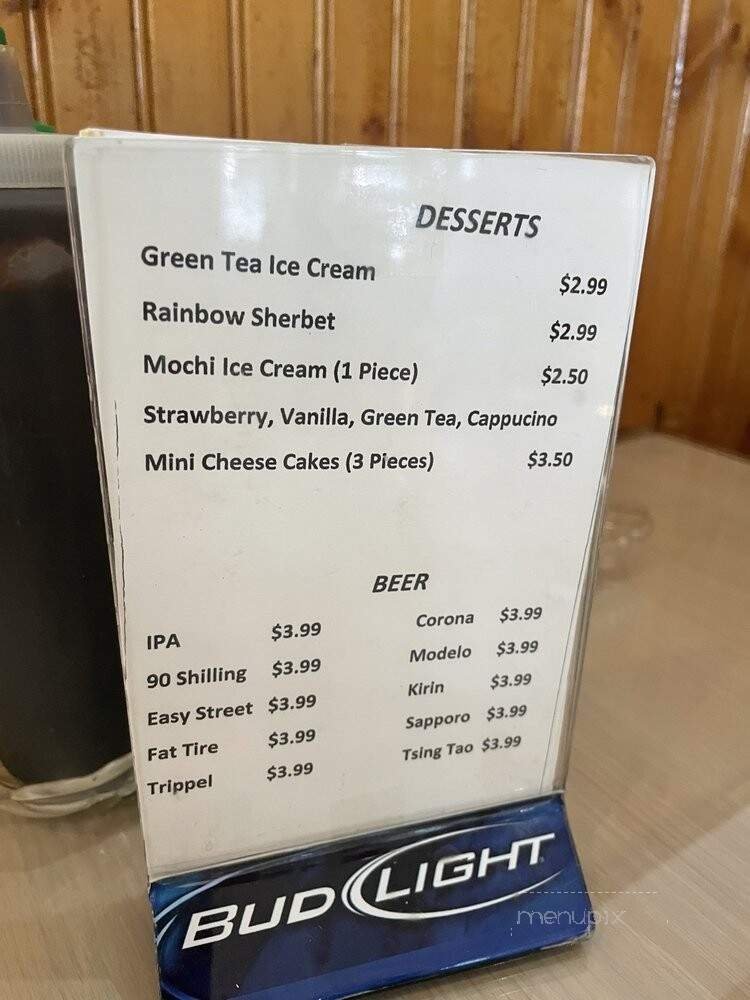 DESSERTS
Green Tea Ice Cream $2.99
Rainbow Sherbet $2.99
Mochi Ice Cream (1 Piece) $2.50
Strawberry, Vanilla, Green Tea, Cappucino
Mini Cheese Cakes (3 Pieces) $3.50
BEER
IPA $3.99
90 Shilling $3.99
Easy Street $3.99
Fat Tire $3.99
Trippel $3.99
Corona $3.99
Modelo $3.99
Kirin $3.99
Sapporo $3.99
Tsing Tao $3.99
BUD LIGHT
menupix